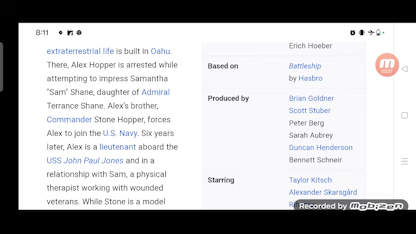 8:11
extraterrestrial life is built in Oahu.
There, Alex Hopper is arrested while
attempting to impress Samantha
"Sam" Shane, daughter of Admiral
Terrance Shane. Alex's brother,
Commander Stone Hopper, forces
Alex to join the U.S. Navy. Six years
later, Alex is a lieutenant aboard the
USS John Paul Jones and in a
relationship with Sam, a physical
therapist working with wounded
veterans. While Stone is a model
Erich Hoeber
Based on
Battleship
by Hasbro
Produced by
Brian Goldner
Scott Stuber
Peter Berg
Sarah Aubrey
Duncan Henderson
Bennett Schneir
Starring
Taylor Kitsch
Alexander Skarsgård
Recorded by Mobizen